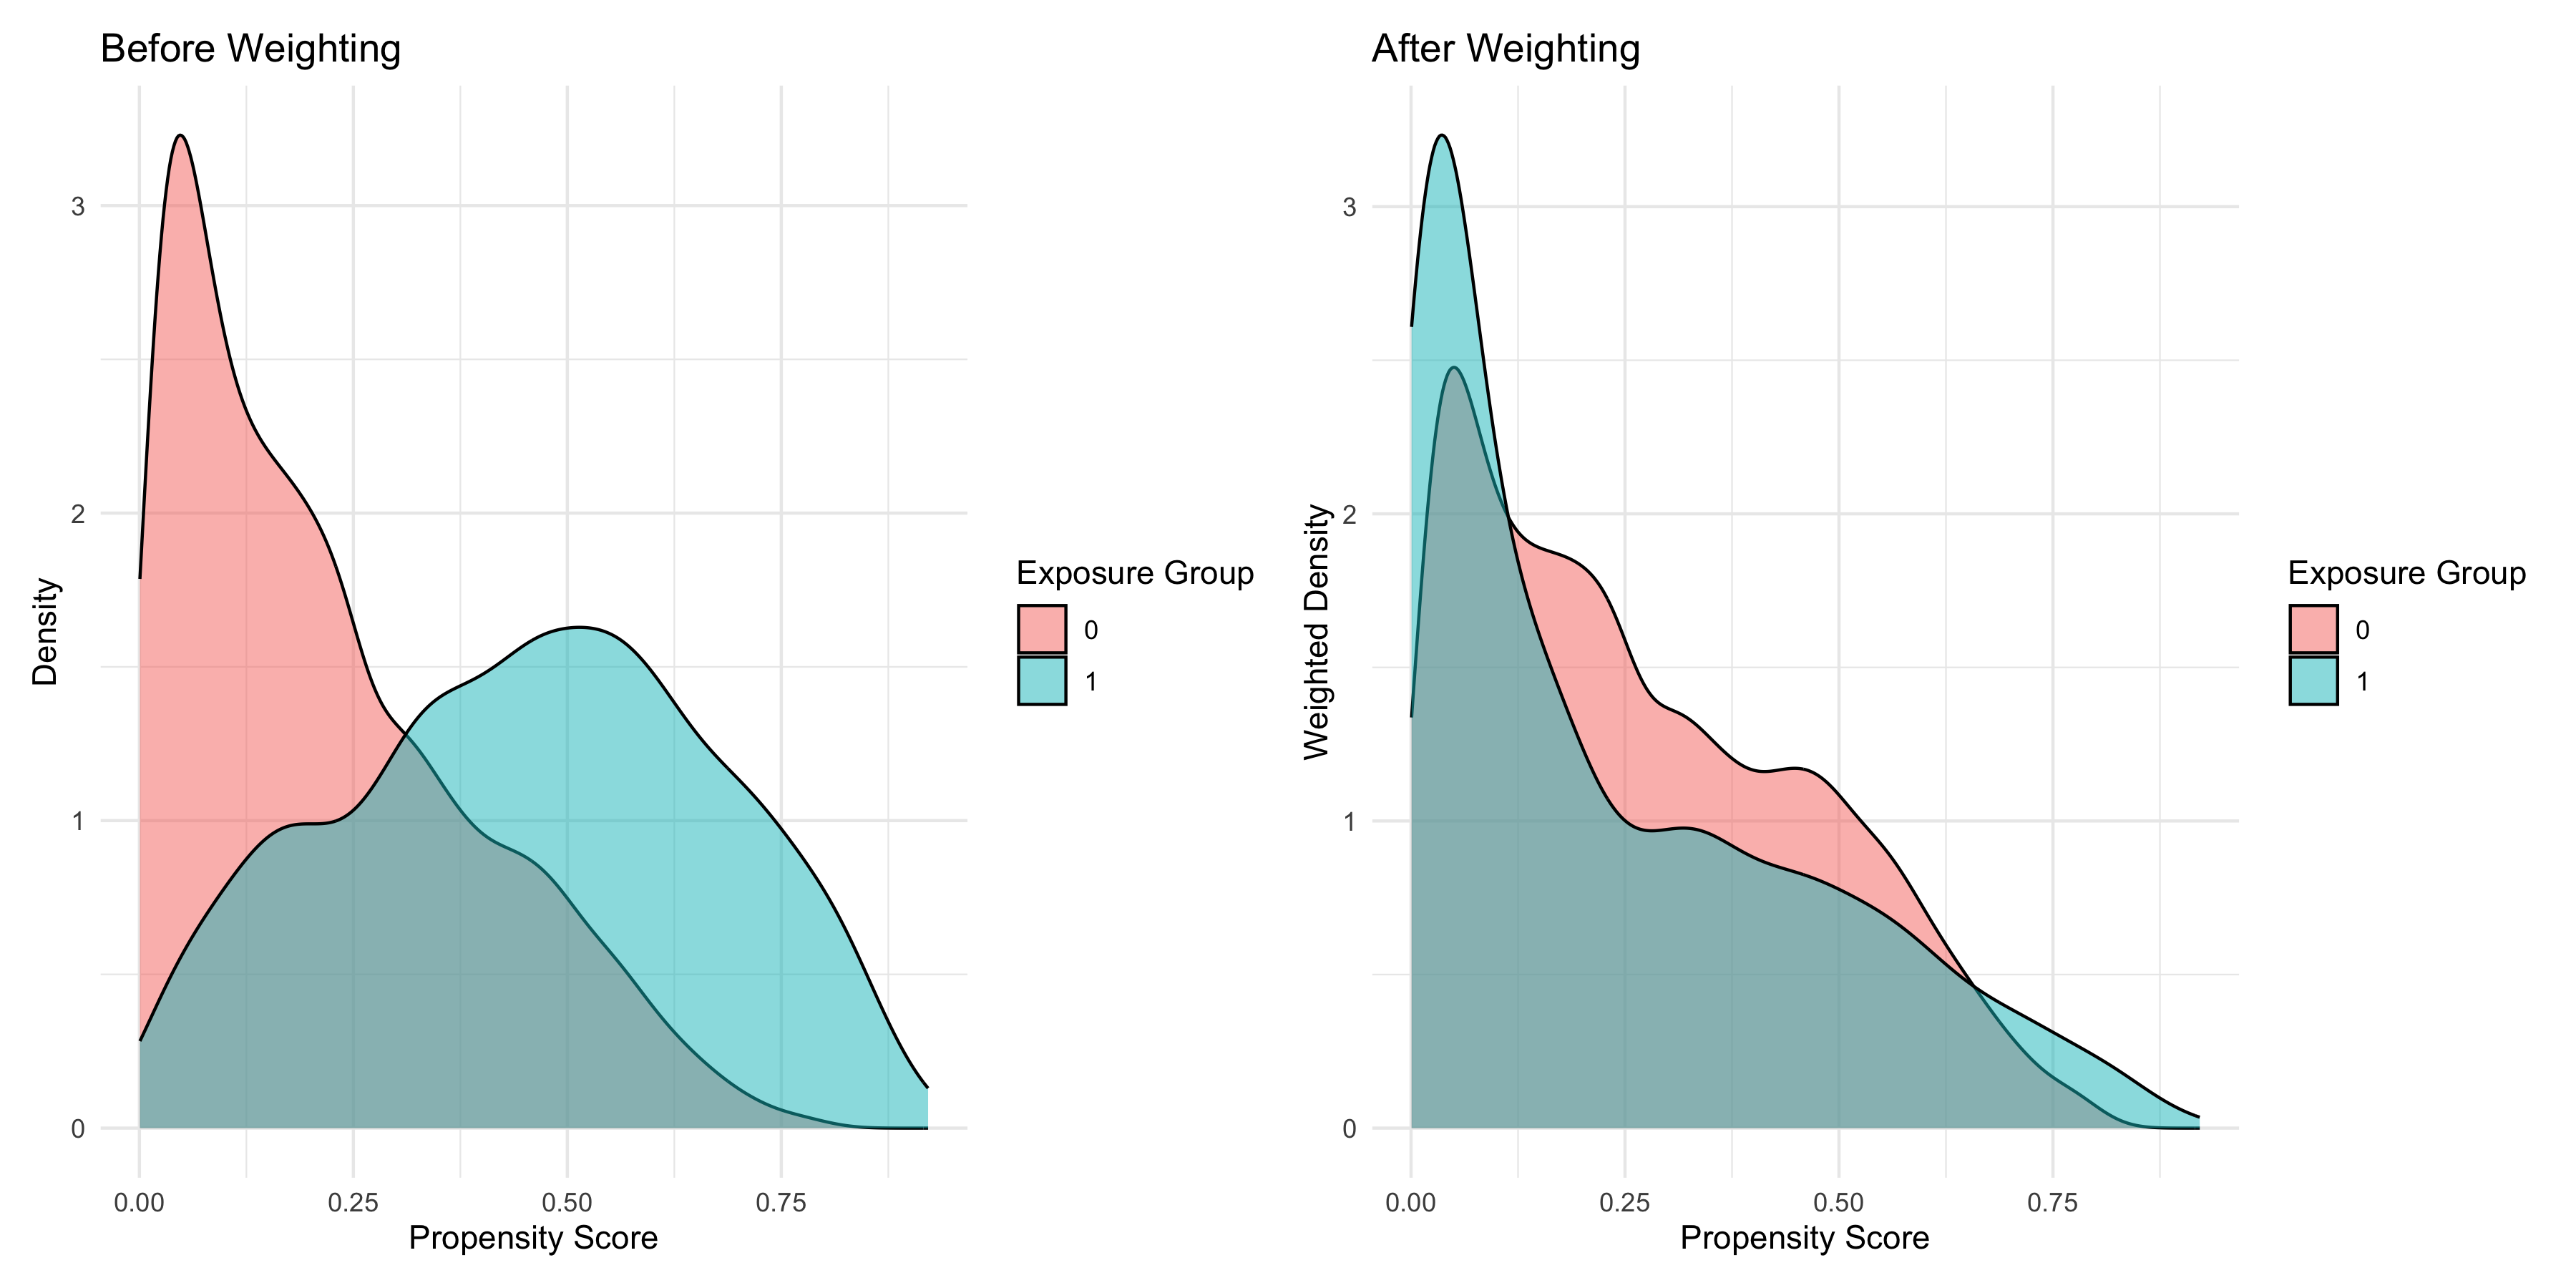 Before Weighting
Density
3
2
1
0
0.00 0.25 0.50 0.75
Propensity Score
Exposure Group
0
1
After Weighting
Weighted Density
3
2
1
0
0.00 0.25 0.50 0.75
Propensity Score
Exposure Group
0
1